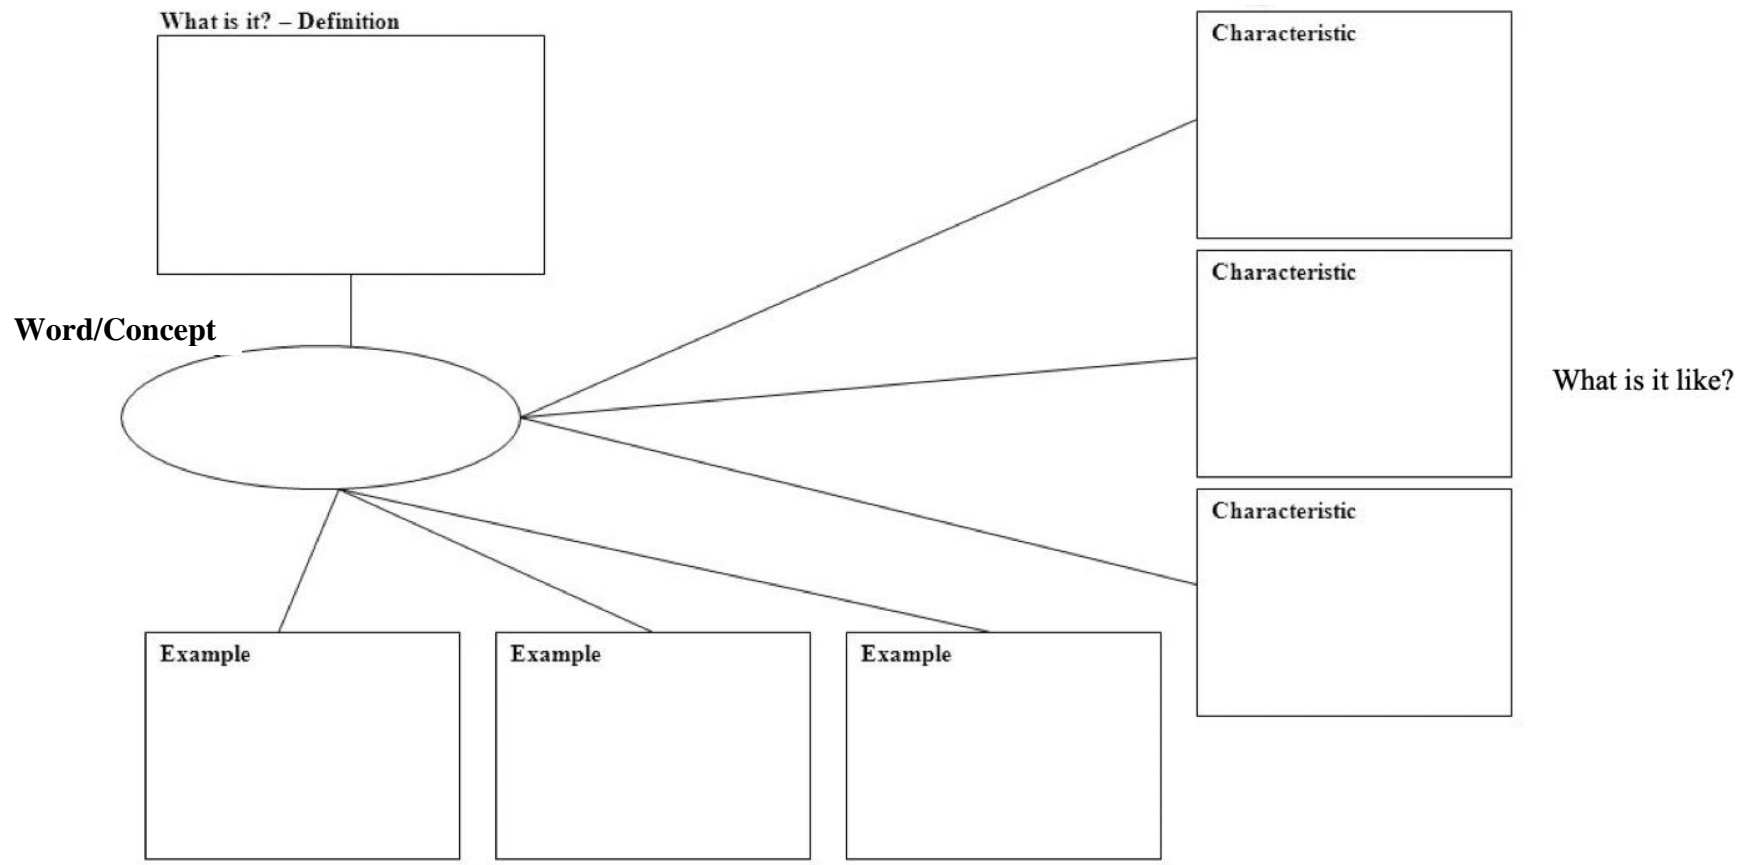 What is it? – Definition
Characteristic
Characteristic
Word/Concept
What is it like?
Characteristic
Example
Example
Example